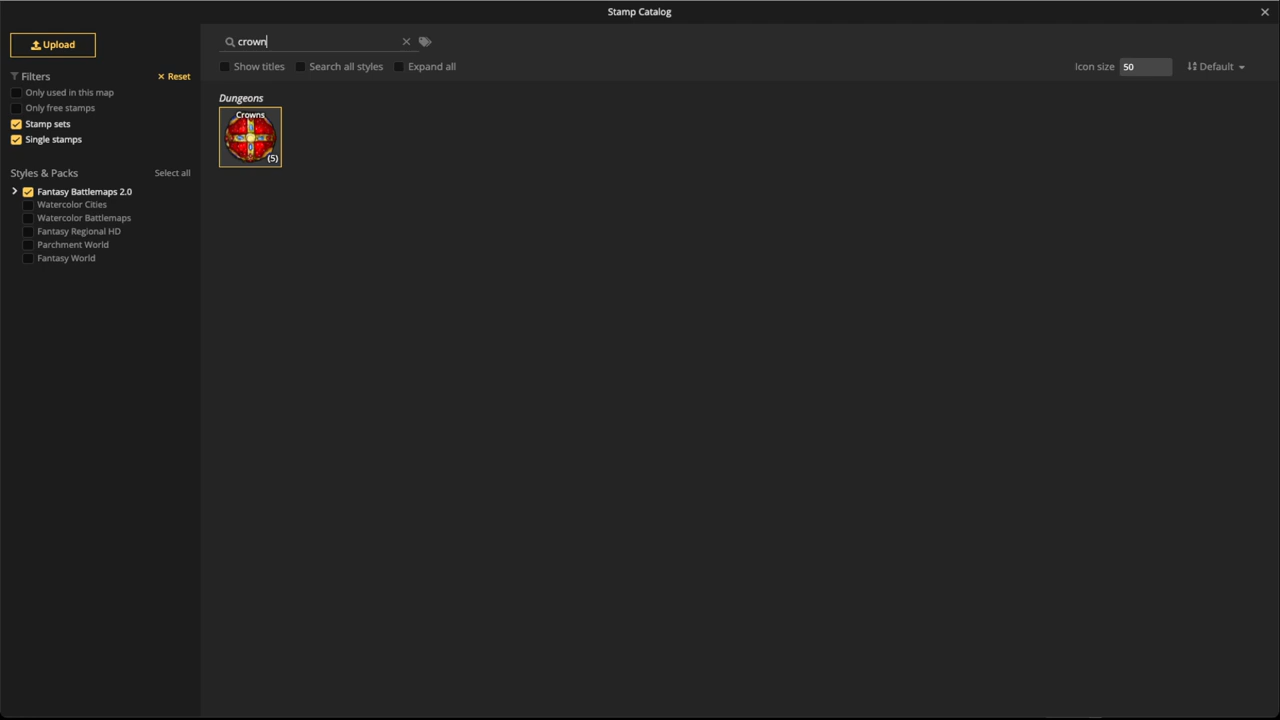 Stamp Catalog
Upload
crown
Show titles
Search all styles
Expand all
Icon size
50
Default
Filters
Reset
Only used in this map
Only free stamps
Stamp sets
Single stamps
Styles & Packs
Select all
Fantasy Battlemaps 2.0
Watercolor Cities
Watercolor Battlemaps
Fantasy Regional HD
Parchment World
Fantasy World
Dungeons
Crowns
(5)